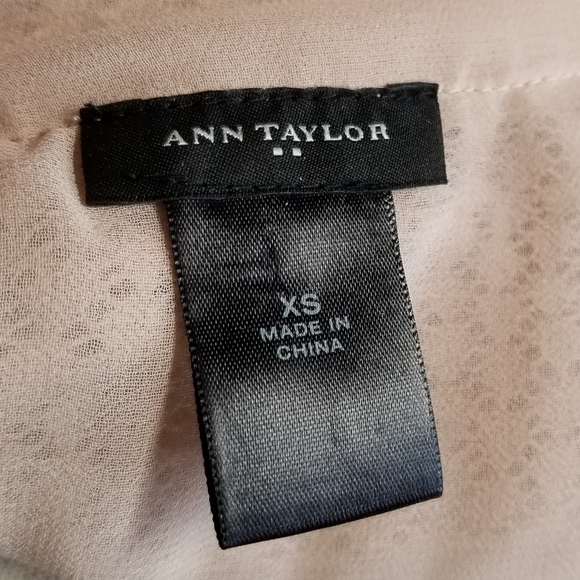 ANN TAYLOR
XS
MADE IN
CHINA